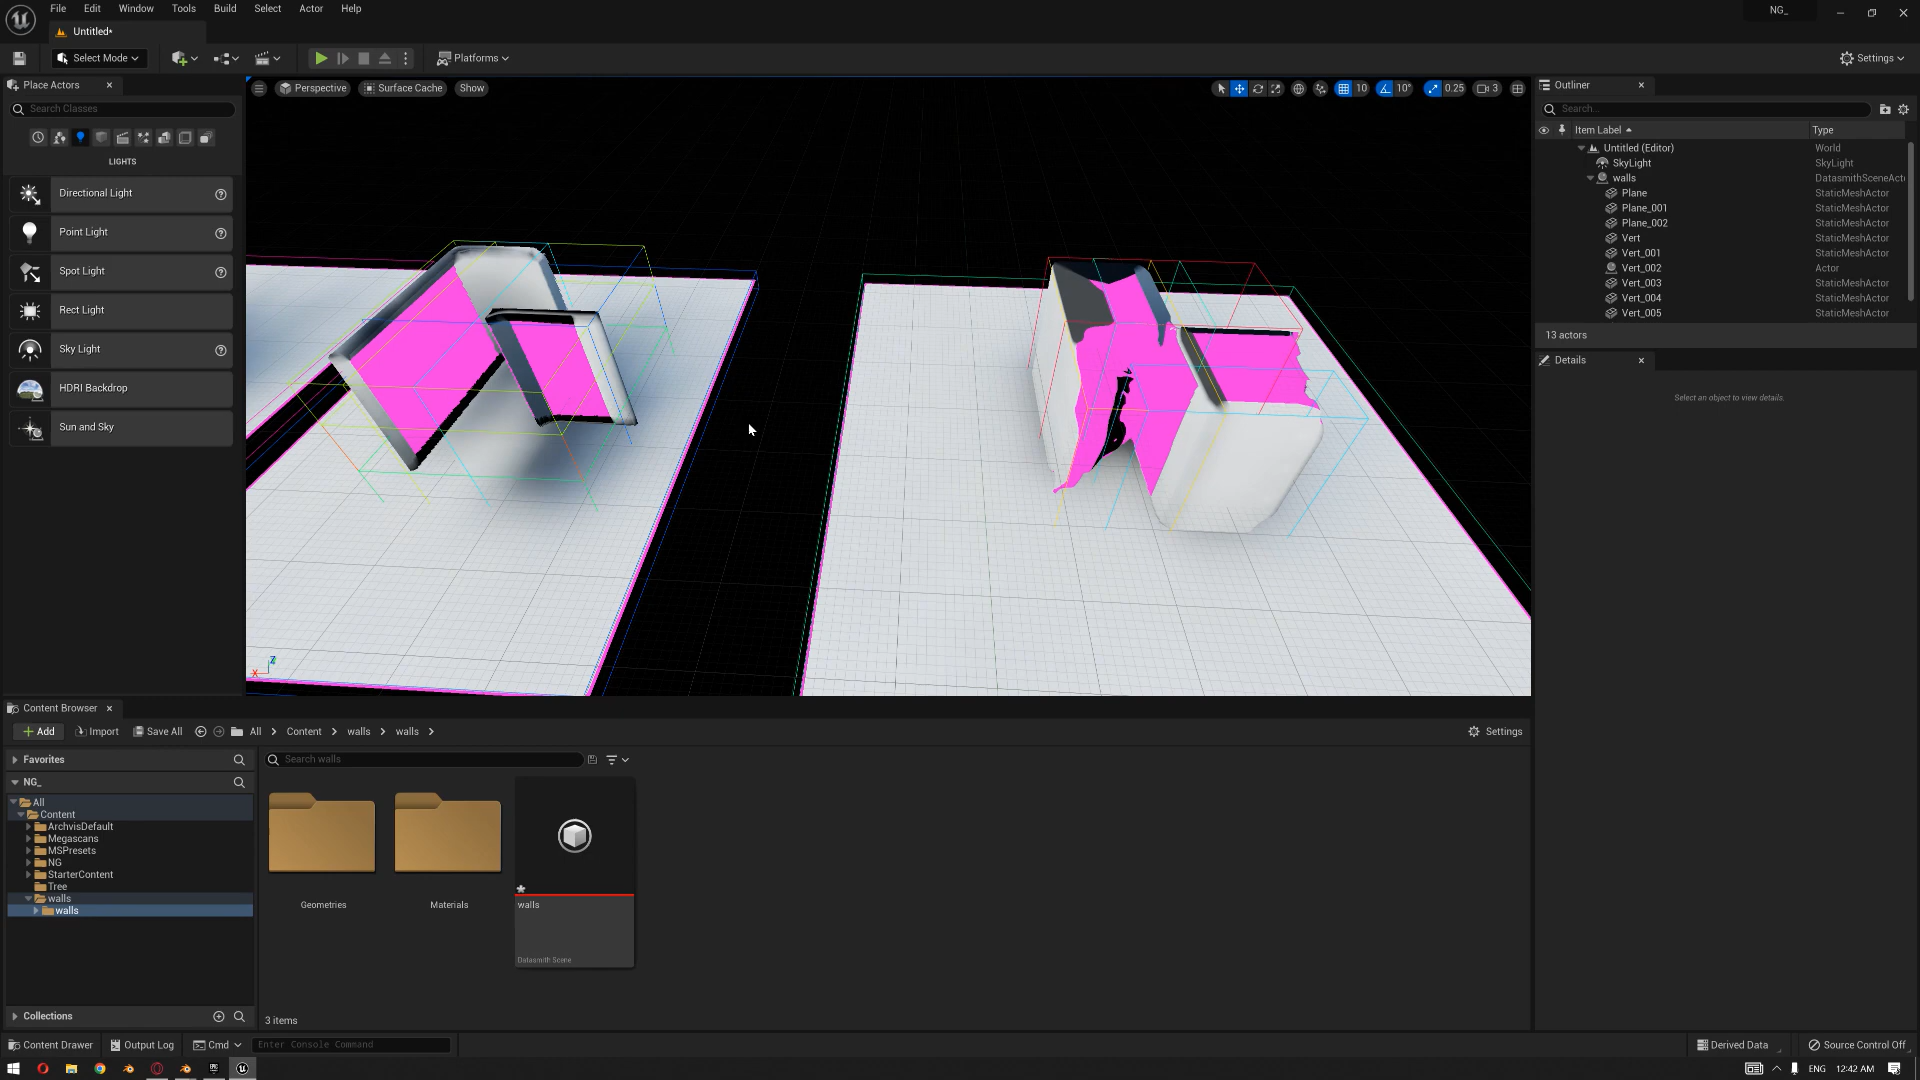 File Edit Window Tools Build Select Actor Help
NG_
Untitled*
Select Mode
Platforms
Settings
Place Actors
Perspective
Surface Cache
Show
10
10°
0.25
3
Outliner
Search Classes
Search...
Item Label
Type
LIGHTS
Untitled (Editor)
World
SkyLight
SkyLight
walls
DatasmithSceneActo
Plane
StaticMeshActor
Plane_001
StaticMeshActor
Plane_002
StaticMeshActor
Vert
StaticMeshActor
Vert_001
StaticMeshActor
Vert_002
Actor
Vert_003
StaticMeshActor
Vert_004
StaticMeshActor
Vert_005
StaticMeshActor
13 actors
Directional Light
Point Light
Spot Light
Rect Light
Sky Light
HDRI Backdrop
Sun and Sky
Details
Select an object to view details.
Z
X
Content Browser
Add
Import
Save All
All
Content
walls
walls
Settings
Favorites
Search walls
NG_
All
Content
ArchvisDefault
Megascans
MSPresets
NG
StarterContent
Tree
walls
walls
Geometries
Materials
walls
Datasmith Scene
Collections
3 items
Content Drawer
Output Log
Cmd
Enter Console Command
Derived Data
Source Control Off
ENG
12:42 AM